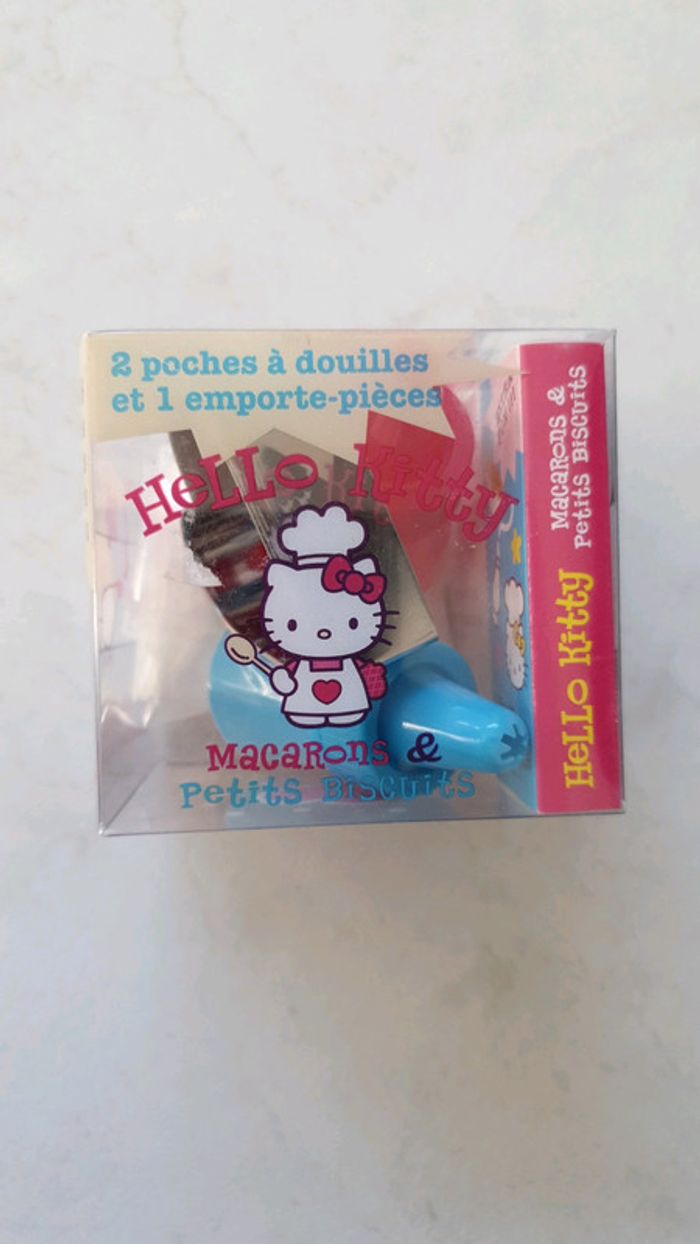 2 poches à douilles
et 1 emporte-pièces
Hello Kitty
Macarons &
Petits Biscuits
Macarons &
Petits Biscuits
Hello Kitty